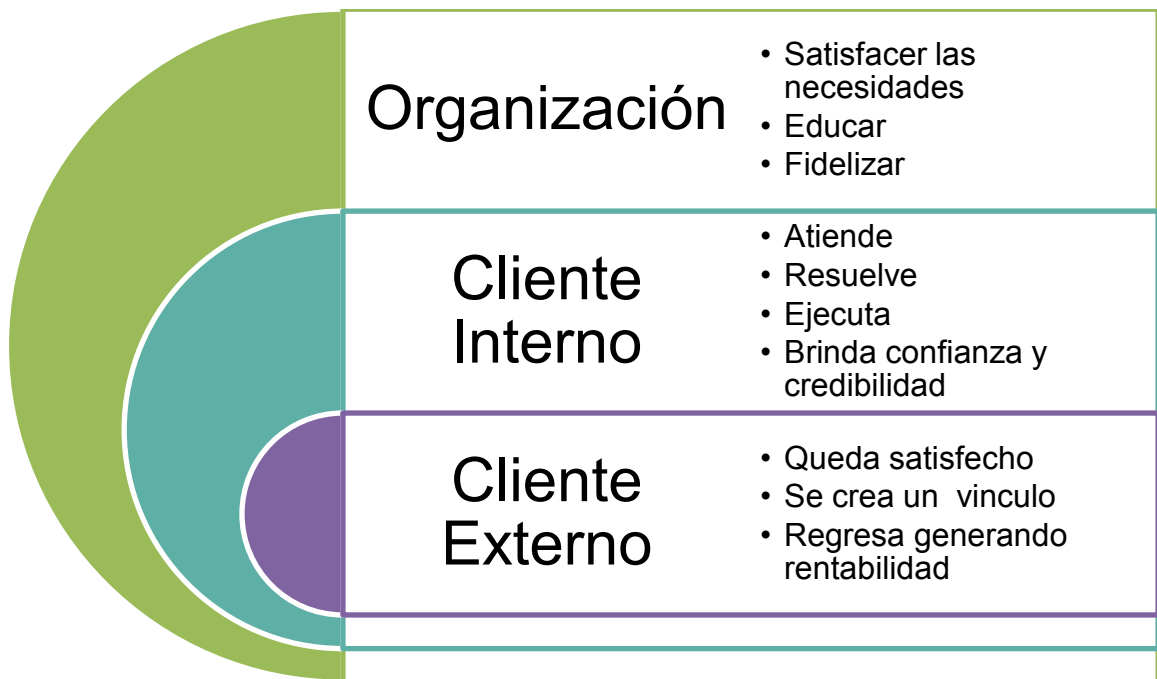 Organización
• Satisfacer las
necesidades
• Educar
• Fidelizar
Cliente
Interno
• Atiende
• Resuelve
• Ejecuta
• Brinda confianza y
credibilidad
Cliente
Externo
• Queda satisfecho
• Se crea un  vinculo
• Regresa generando
rentabilidad